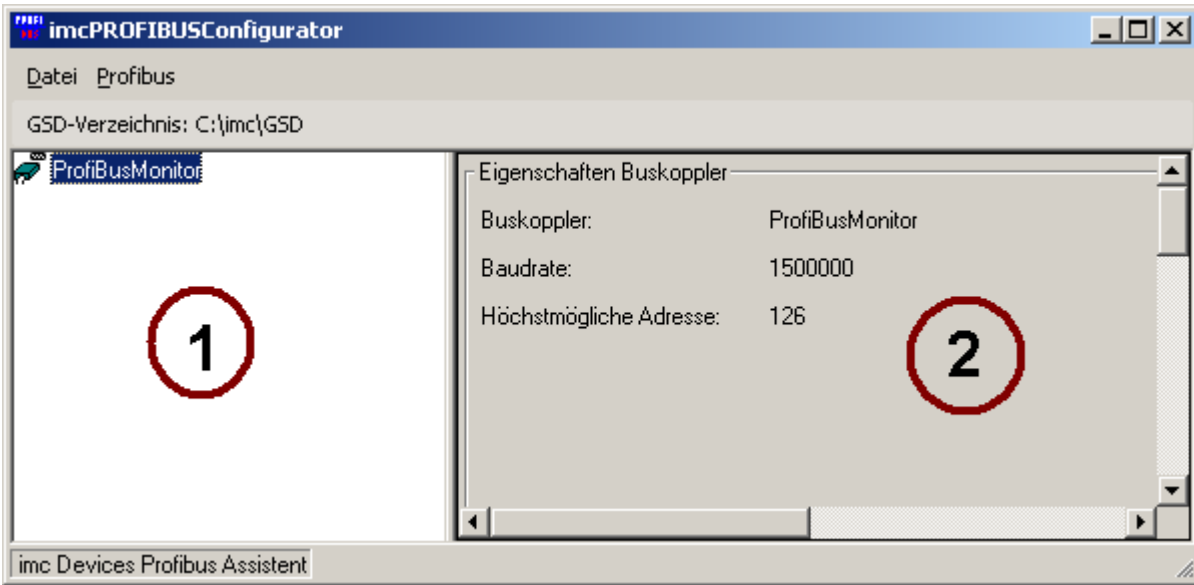 imcPROFIBUSConfigurator
Datei Profibus
GSD-Verzeichnis: C:\imc\GSD
ProfiBusMonitor
Eigenschaften Buskoppler
Buskoppler: ProfiBusMonitor
Baudrate: 1500000
Höchstmögliche Adresse: 126
1
2
imc Devices Profibus Assistent